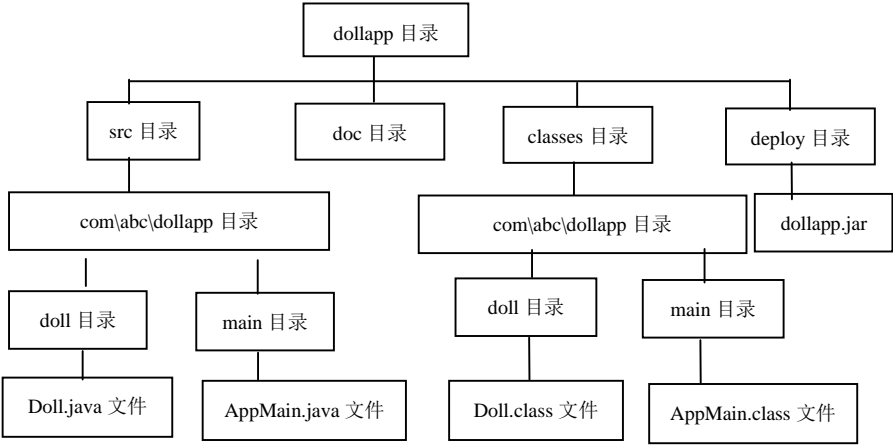 dollapp 目录
src 目录
doc 目录
classes 目录
deploy 目录
com\abc\dollapp 目录
com\abc\dollapp 目录
dollapp.jar
doll 目录
main 目录
doll 目录
main 目录
Doll.java 文件
AppMain.java 文件
Doll.class 文件
AppMain.class 文件